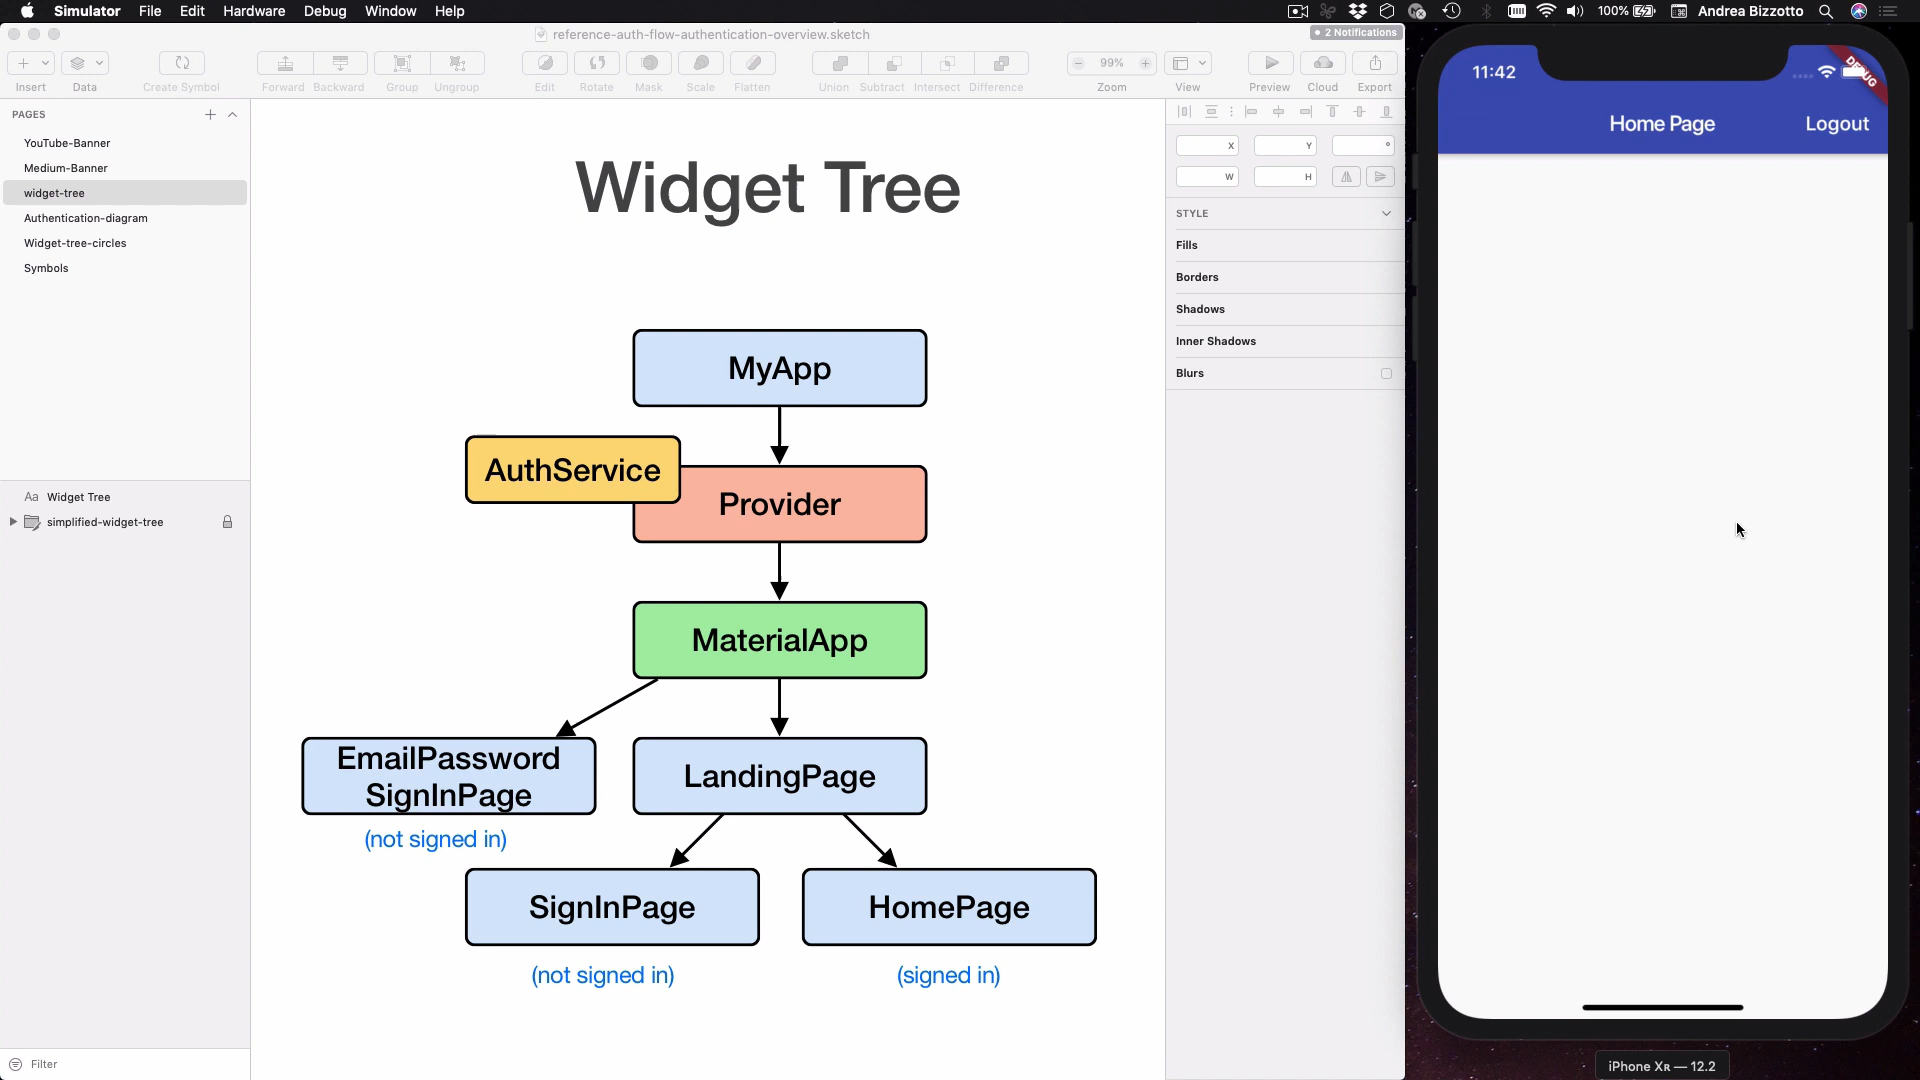 Simulator File Edit Hardware Debug Window Help
100% Andrea Bizzotto
reference-auth-flow-authentication-overview.sketch
2 Notifications
99%
Insert Data Create Symbol Forward Backward Group Ungroup Edit Rotate Mask Scale Flatten Union Subtract Intersect Difference Zoom View Preview Cloud Export
PAGES
YouTube-Banner
Medium-Banner
widget-tree
Authentication-diagram
Widget-tree-circles
Symbols
Aa Widget Tree
simplified-widget-tree
Filter
Widget Tree
MyApp
AuthService
Provider
MaterialApp
EmailPassword
SignInPage
(not signed in)
LandingPage
SignInPage
(not signed in)
HomePage
(signed in)
X Y °
W H
STYLE
Fills
Borders
Shadows
Inner Shadows
Blurs
11:42
DEBUG
Home Page
Logout
iPhone Xʀ — 12.2